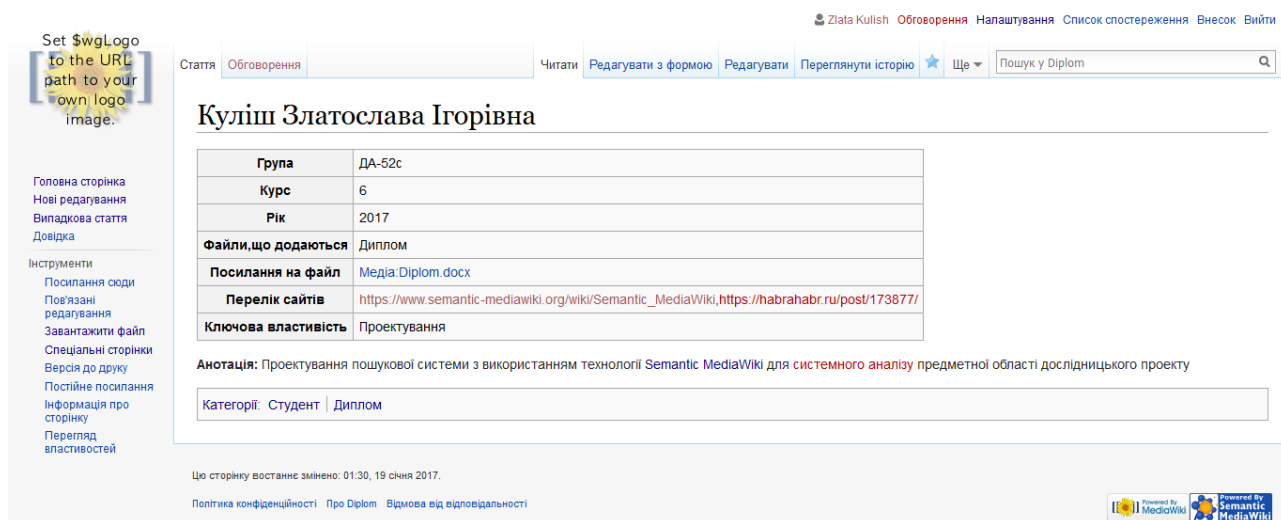 Zlata Kulish Обговорення Налаштування Список спостереження Внесок Вийти
Set $wgLogo
to the URL
path to your
own logo
image.
Стаття Обговорення Читати Редагувати з формою Редагувати Переглянути історію Ще Пошук у Diplom
Куліш Златослава Ігорівна
Група ДА-52с
Курс 6
Рік 2017
Файли,що додаються Диплом
Посилання на файл Медіа:Diplom.docx
Перелік сайтів https://www.semantic-mediawiki.org/wiki/Semantic_MediaWiki,https://habrahabr.ru/post/173877/
Ключова властивість Проектування
Анотація: Проектування пошукової системи з використанням технології Semantic MediaWiki для системного аналізу предметної області дослідницького проекту
Категорії: Студент Диплом
Головна сторінка
Нові редагування
Випадкова стаття
Довідка
Інструменти
Посилання сюди
Пов'язані
редагування
Завантажити файл
Спеціальні сторінки
Версія до друку
Постійне посилання
Інформація про
сторінку
Перегляд
властивостей
Цю сторінку востаннє змінено: 01:30, 19 січня 2017.
Політика конфіденційності Про Diplom Відмова від відповідальності
Powered By
MediaWiki
Powered By
Semantic
MediaWiki